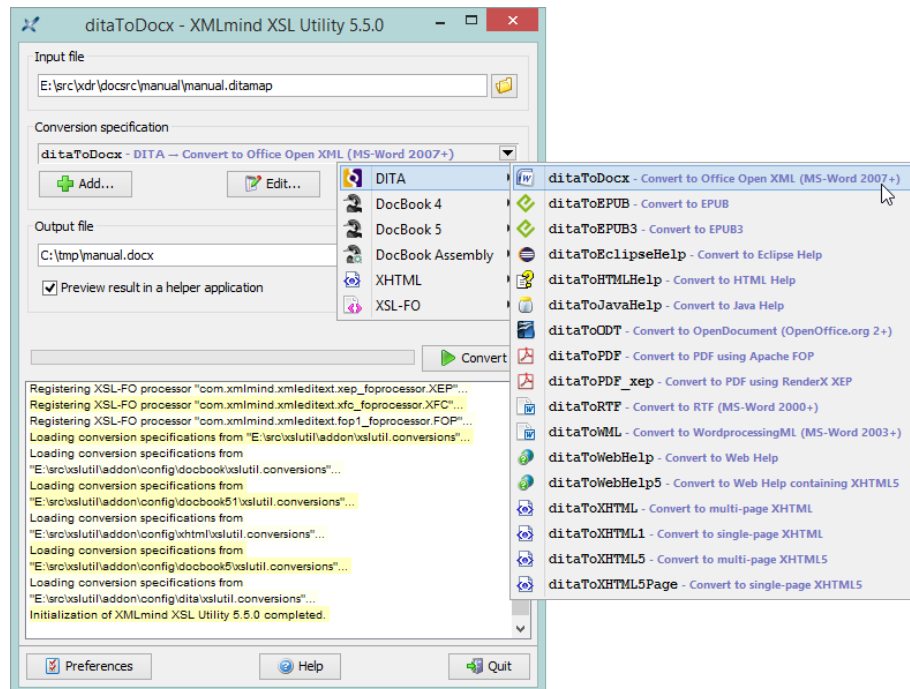 ditaToDocx - XMLmind XSL Utility 5.5.0
Input file
E:\src\xdr\docsrc\manual\manual.ditamap
Conversion specification
ditaToDocx - DITA → Convert to Office Open XML (MS-Word 2007+)
Add...
Edit...
Output file
C:\tmp\manual.docx
Preview result in a helper application
Convert
DITA
DocBook 4
DocBook 5
DocBook Assembly
XHTML
XSL-FO
ditaToDocx - Convert to Office Open XML (MS-Word 2007+)
ditaToEPUB - Convert to EPUB
ditaToEPUB3 - Convert to EPUB3
ditaToEclipseHelp - Convert to Eclipse Help
ditaToHTMLHelp - Convert to HTML Help
ditaToJavaHelp - Convert to Java Help
ditaToODT - Convert to OpenDocument (OpenOffice.org 2+)
ditaToPDF - Convert to PDF using Apache FOP
ditaToPDF_xep - Convert to PDF using RenderX XEP
ditaToRTF - Convert to RTF (MS-Word 2000+)
ditaToWML - Convert to WordprocessingML (MS-Word 2003+)
ditaToWebHelp - Convert to Web Help
ditaToWebHelp5 - Convert to Web Help containing XHTML5
ditaToXHTML - Convert to multi-page XHTML
ditaToXHTML1 - Convert to single-page XHTML
ditaToXHTML5 - Convert to multi-page XHTML5
ditaToXHTML5Page - Convert to single-page XHTML5
Registering XSL-FO processor "com.xmlmind.xmleditext.xep_foprocessor.XEP"...
Registering XSL-FO processor "com.xmlmind.xmleditext.xfc_foprocessor.XFC"...
Registering XSL-FO processor "com.xmlmind.xmleditext.fop1_foprocessor.FOP"...
Loading conversion specifications from "E:\src\xslutil\addon\xslutil.conversions"...
Loading conversion specifications from
"E:\src\xslutil\addon\config\docbook\xslutil.conversions"...
Loading conversion specifications from
"E:\src\xslutil\addon\config\docbook51\xslutil.conversions"...
Loading conversion specifications from
"E:\src\xslutil\addon\config\xhtml\xslutil.conversions"...
Loading conversion specifications from
"E:\src\xslutil\addon\config\docbook5\xslutil.conversions"...
Loading conversion specifications from
"E:\src\xslutil\addon\config\dita\xslutil.conversions"...
Initialization of XMLmind XSL Utility 5.5.0 completed.
Preferences
Help
Quit